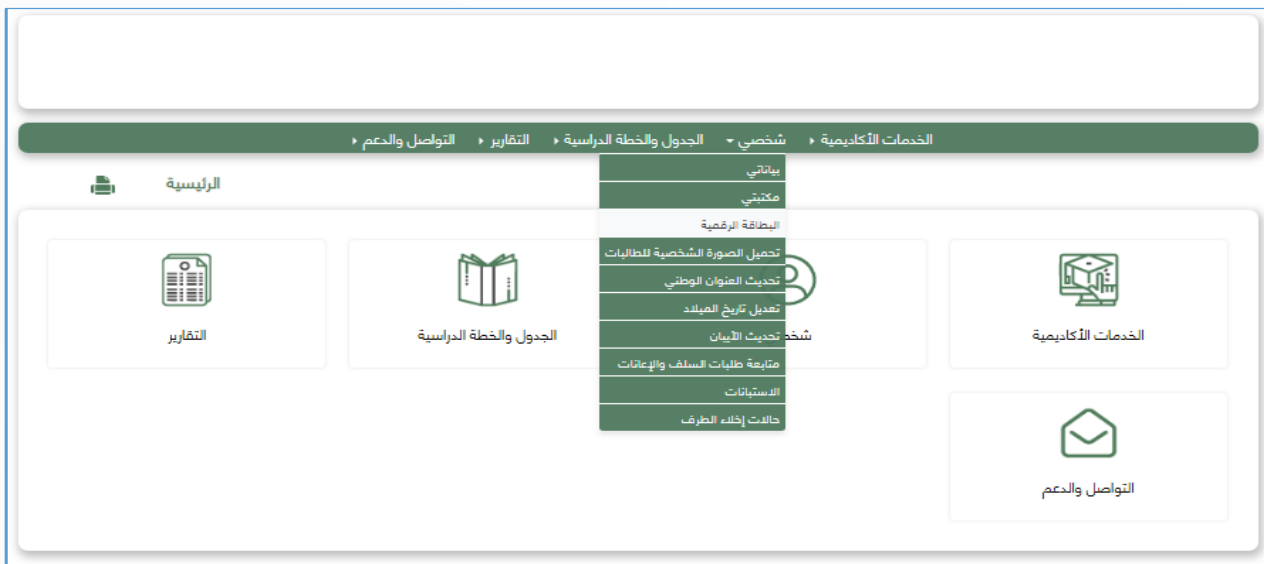 الخدمات الأكاديمية شخصي الجدول والخطة الدراسية التقارير التواصل والدعم
بياناتي
مكتبتي
البطاقة الرقمية
تحميل الصورة الشخصية للطالبات
تحديث العنوان الوطني
تعديل تاريخ الميلاد
تحديث الآيبان
متابعة طلبات السلف والإعانات
الاستبانات
حالات إخلاء الطرف
الرئيسية
الخدمات الأكاديمية
شخص
الجدول والخطة الدراسية
التقارير
التواصل والدعم